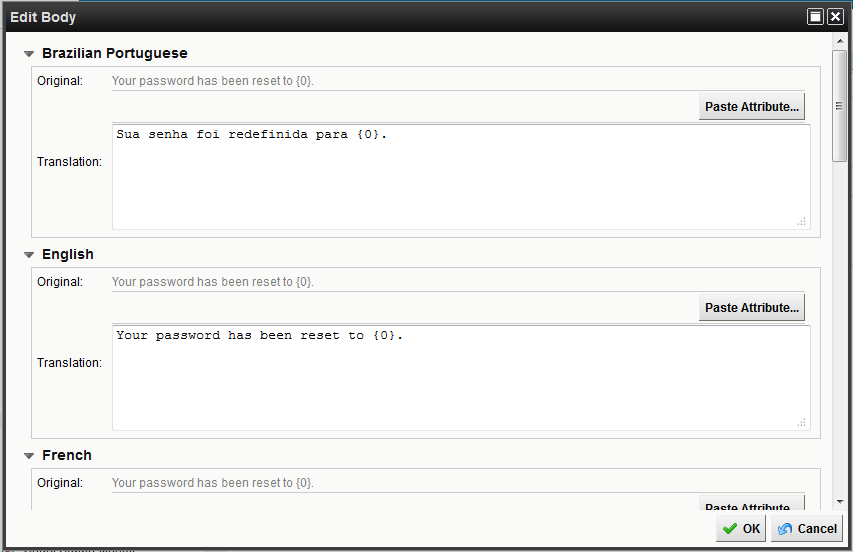 Edit Body
Brazilian Portuguese
Original: Your password has been reset to {0}.
Paste Attribute...
Sua senha foi redefinida para {0}.
Translation:
English
Original: Your password has been reset to {0}.
Paste Attribute...
Your password has been reset to {0}.
Translation:
French
Original: Your password has been reset to {0}.
Paste Attribute...
OK Cancel